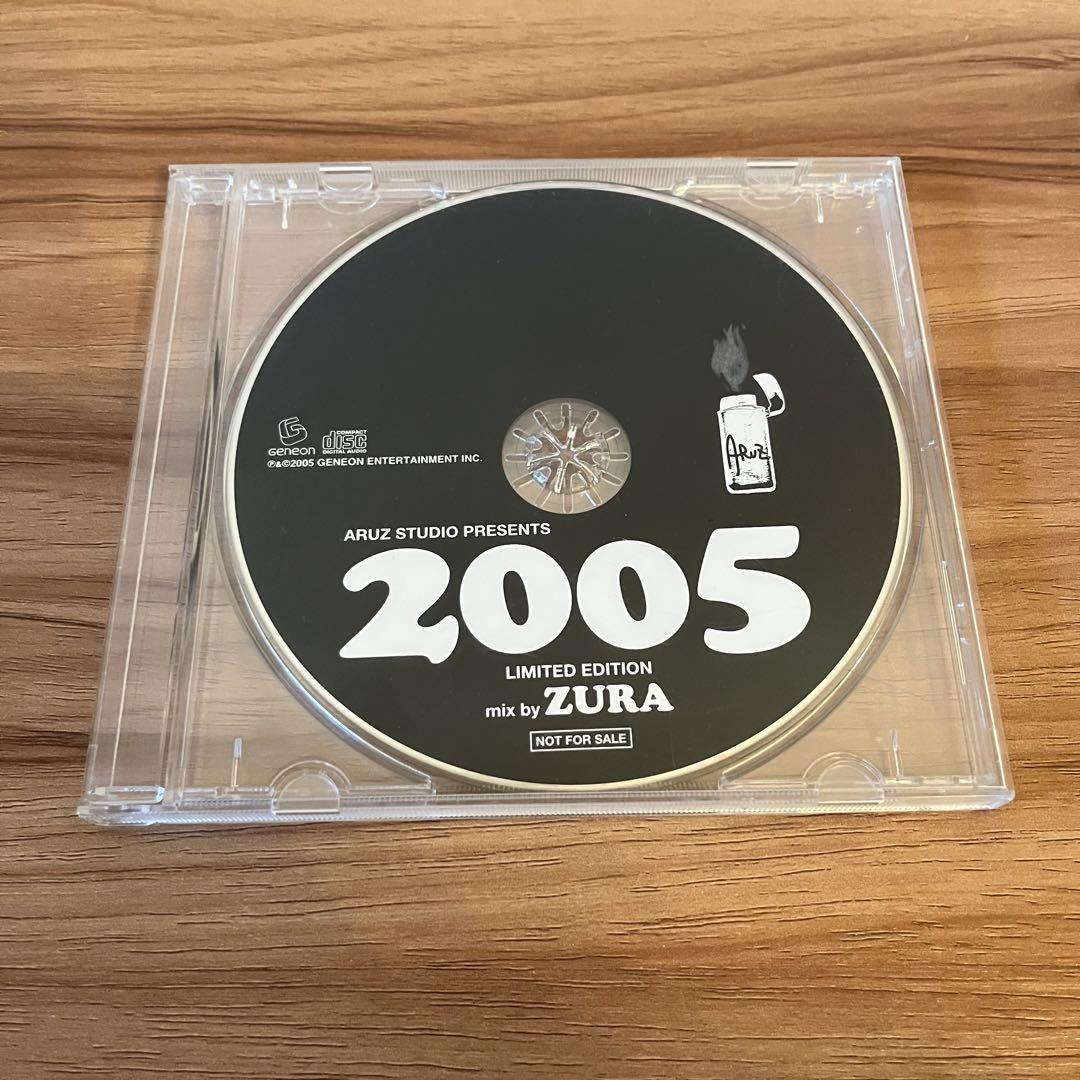 ARUZ
GENEON
COMPACT
disc
DIGITAL AUDIO
℗&©2005 GENEON ENTERTAINMENT INC.
ARUZ STUDIO PRESENTS
2005
LIMITED EDITION
mix by ZURA
NOT FOR SALE